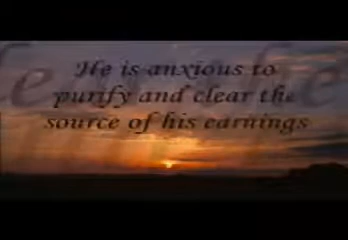 He is anxious to
purify and clear the
source of his earnings